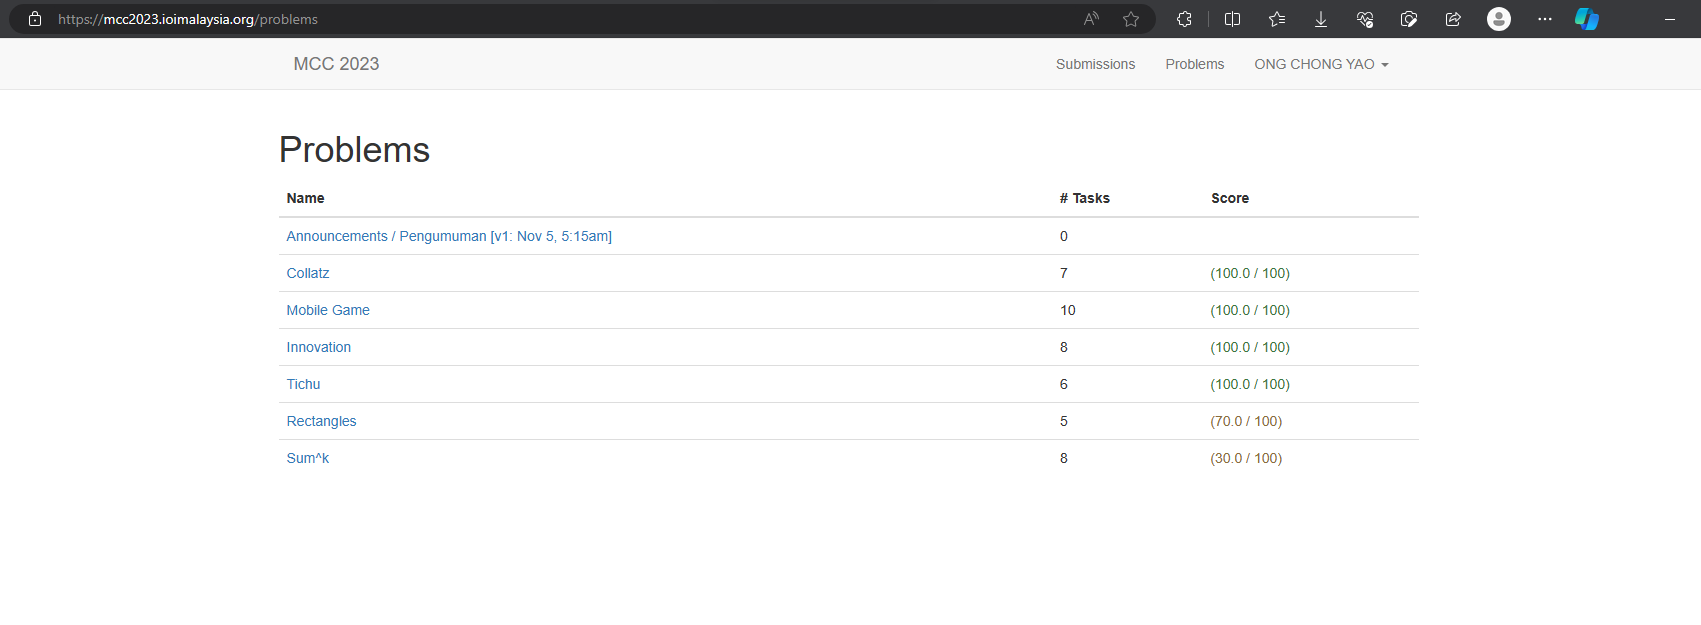 https://mcc2023.ioimalaysia.org/problems
MCC 2023 Submissions Problems ONG CHONG YAO
Problems
Name # Tasks Score
Announcements / Pengumuman [v1: Nov 5, 5:15am] 0
Collatz 7 (100.0 / 100)
Mobile Game 10 (100.0 / 100)
Innovation 8 (100.0 / 100)
Tichu 6 (100.0 / 100)
Rectangles 5 (70.0 / 100)
Sum^k 8 (30.0 / 100)